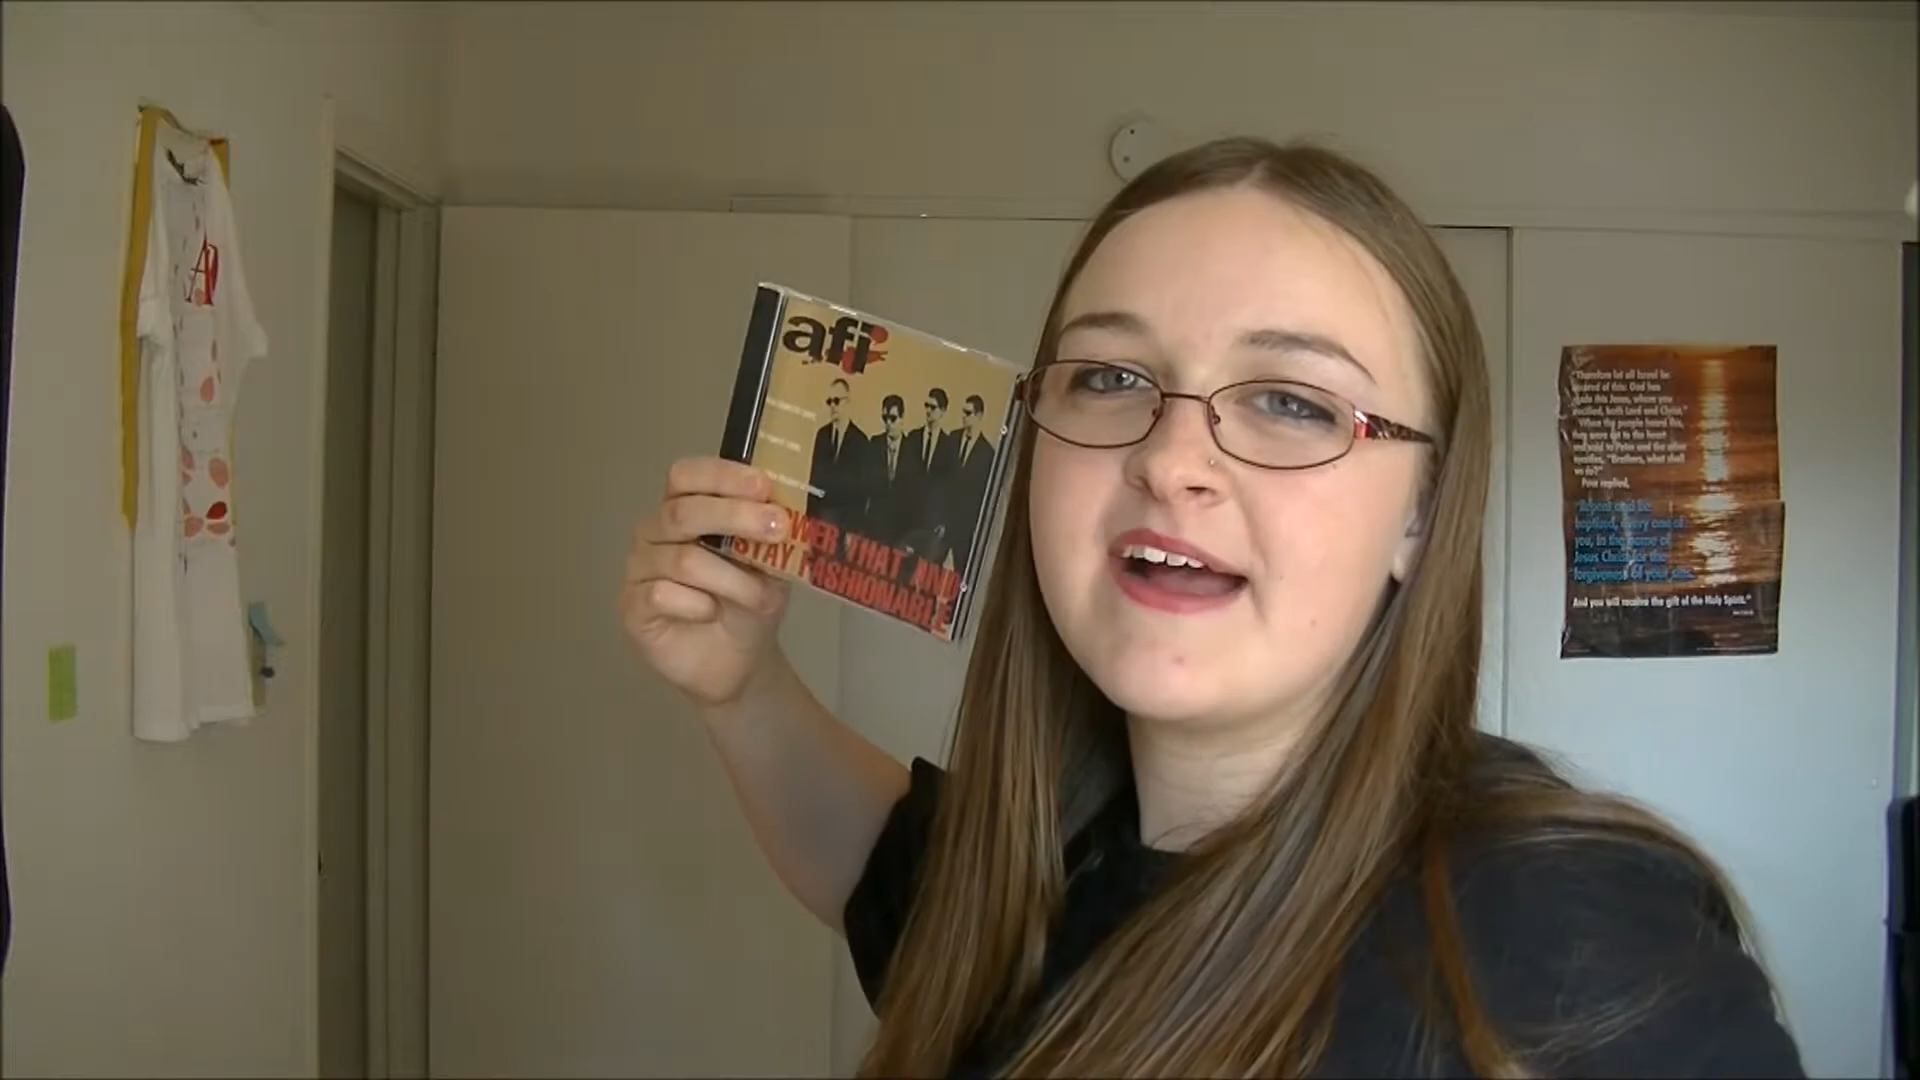 afi
WER THAT AND
STAY FASHIONABLE
"Therefore let all Israel be
assured of this: God has
made this Jesus, whom you
crucified, both Lord and Christ."
When the people heard this,
they were cut to the heart
and said to Peter and the other
apostles, "Brothers, what shall
we do?"
Peter replied,
"Repent and be
baptized, every one of
you, in the name of
Jesus Christ for the
forgiveness of your sins.
And you will receive the gift of the Holy Spirit."